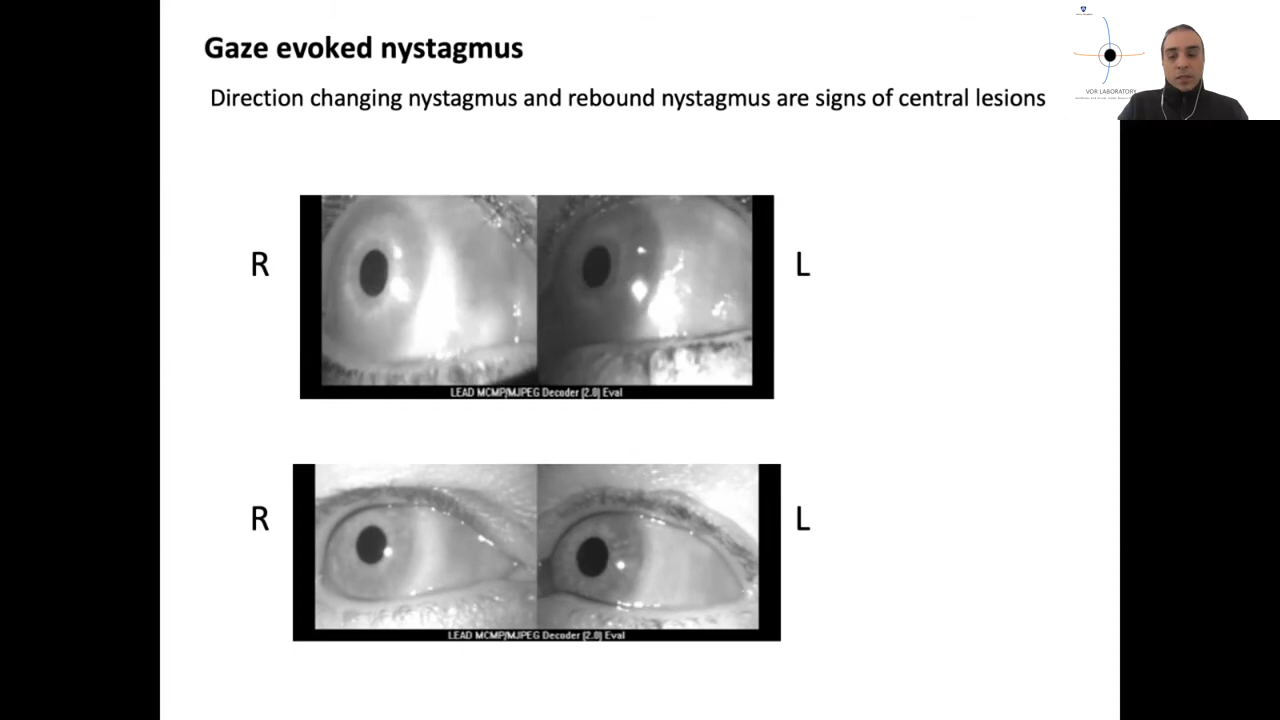 Gaze evoked nystagmus
Direction changing nystagmus and rebound nystagmus are signs of central lesions
VOR LABORATORY
R
L
LEAD MCMP/MJPEG Decoder (2.0) Eval
R
L
LEAD MCMP/MJPEG Decoder (2.0) Eval